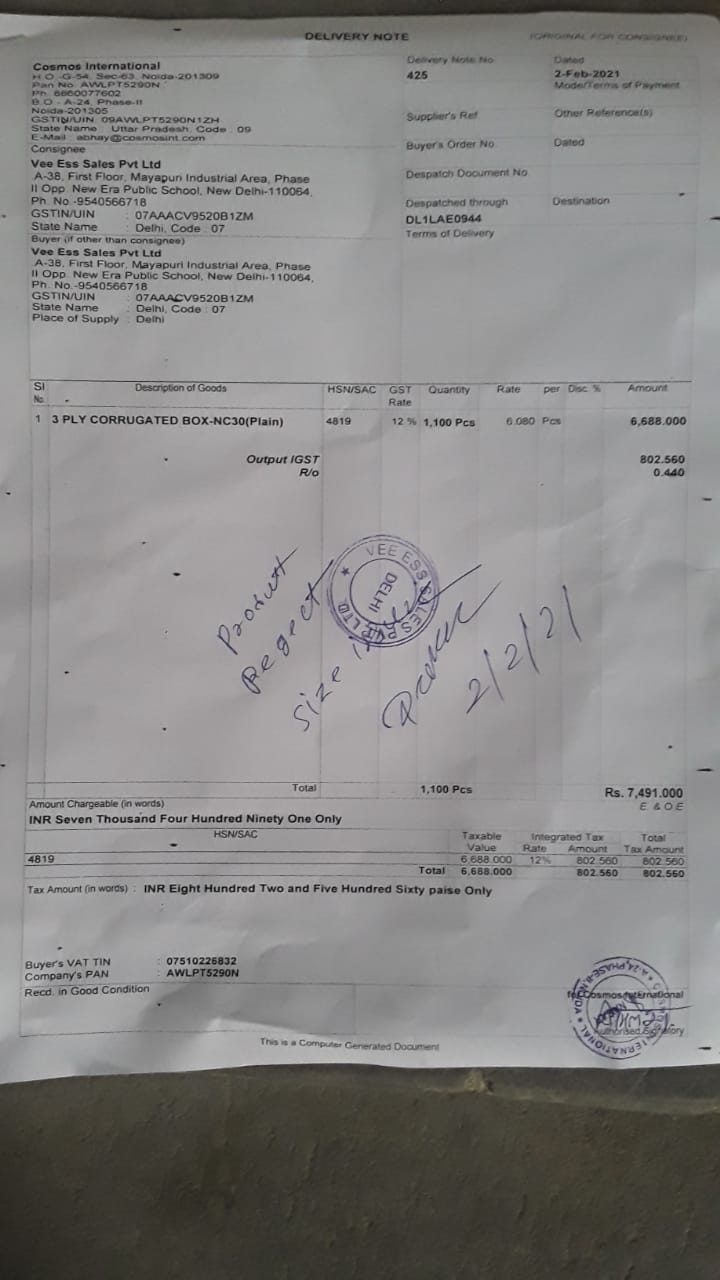 DELIVERY NOTE
(ORIGINAL FOR CONSIGNEE)
Cosmos International
H.O.-G-54, Sec-63, Noida-201309
Pan No. AWLPT5290N
Ph. 8860077602
B.O.- A-24, Phase-II
Noida-201305
GSTIN/UIN: 09AWLPT5290N1ZH
State Name : Uttar Pradesh, Code : 09
E-Mail : abhay@cosmosint.com
Delivery Note No.
425
Dated
2-Feb-2021
Mode/Terms of Payment
Supplier's Ref.
Other Reference(s)
Buyer's Order No.
Dated
Despatch Document No.
Despatched through
DL1LAE0944
Destination
Terms of Delivery
Consignee
Vee Ess Sales Pvt Ltd
A-38, First Floor, Mayapuri Industrial Area, Phase
II Opp. New Era Public School, New Delhi-110064,
Ph. No.-9540566718
GSTIN/UIN : 07AAACV9520B1ZM
State Name : Delhi, Code : 07
Buyer (if other than consignee)
Vee Ess Sales Pvt Ltd
A-38, First Floor, Mayapuri Industrial Area, Phase
II Opp. New Era Public School, New Delhi-110064,
Ph. No.-9540566718
GSTIN/UIN : 07AAACV9520B1ZM
State Name : Delhi, Code : 07
Place of Supply : Delhi
Sl No. Description of Goods HSN/SAC GST Rate Quantity Rate per Disc. % Amount
1 3 PLY CORRUGATED BOX-NC30(Plain) 4819 12 % 1,100 Pcs 6.080 Pcs 6,688.000
Output IGST 802.560
R/o 0.440
Product
Regect
Size
2/2/21
VEE ESS SALES PVT. LTD. ★
DELHI
Total 1,100 Pcs Rs. 7,491.000
Amount Chargeable (in words) E & O E
INR Seven Thousand Four Hundred Ninety One Only
HSN/SAC Taxable Value Integrated Tax Rate Amount Total Tax Amount
4819 6,688.000 12% 802.560 802.560
Total 6,688.000 802.560 802.560
Tax Amount (in words) : INR Eight Hundred Two and Five Hundred Sixty paise Only
Buyer's VAT TIN : 07510226832
Company's PAN : AWLPT5290N
Recd. in Good Condition
for Cosmos International
Authorised Signatory
This is a Computer Generated Document